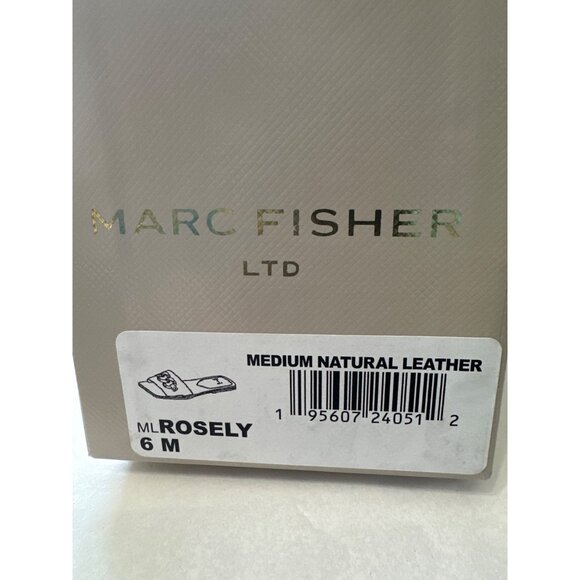 MARC FISHER
LTD
MEDIUM NATURAL LEATHER
1 95607 24051 2
MLROSELY
6 M